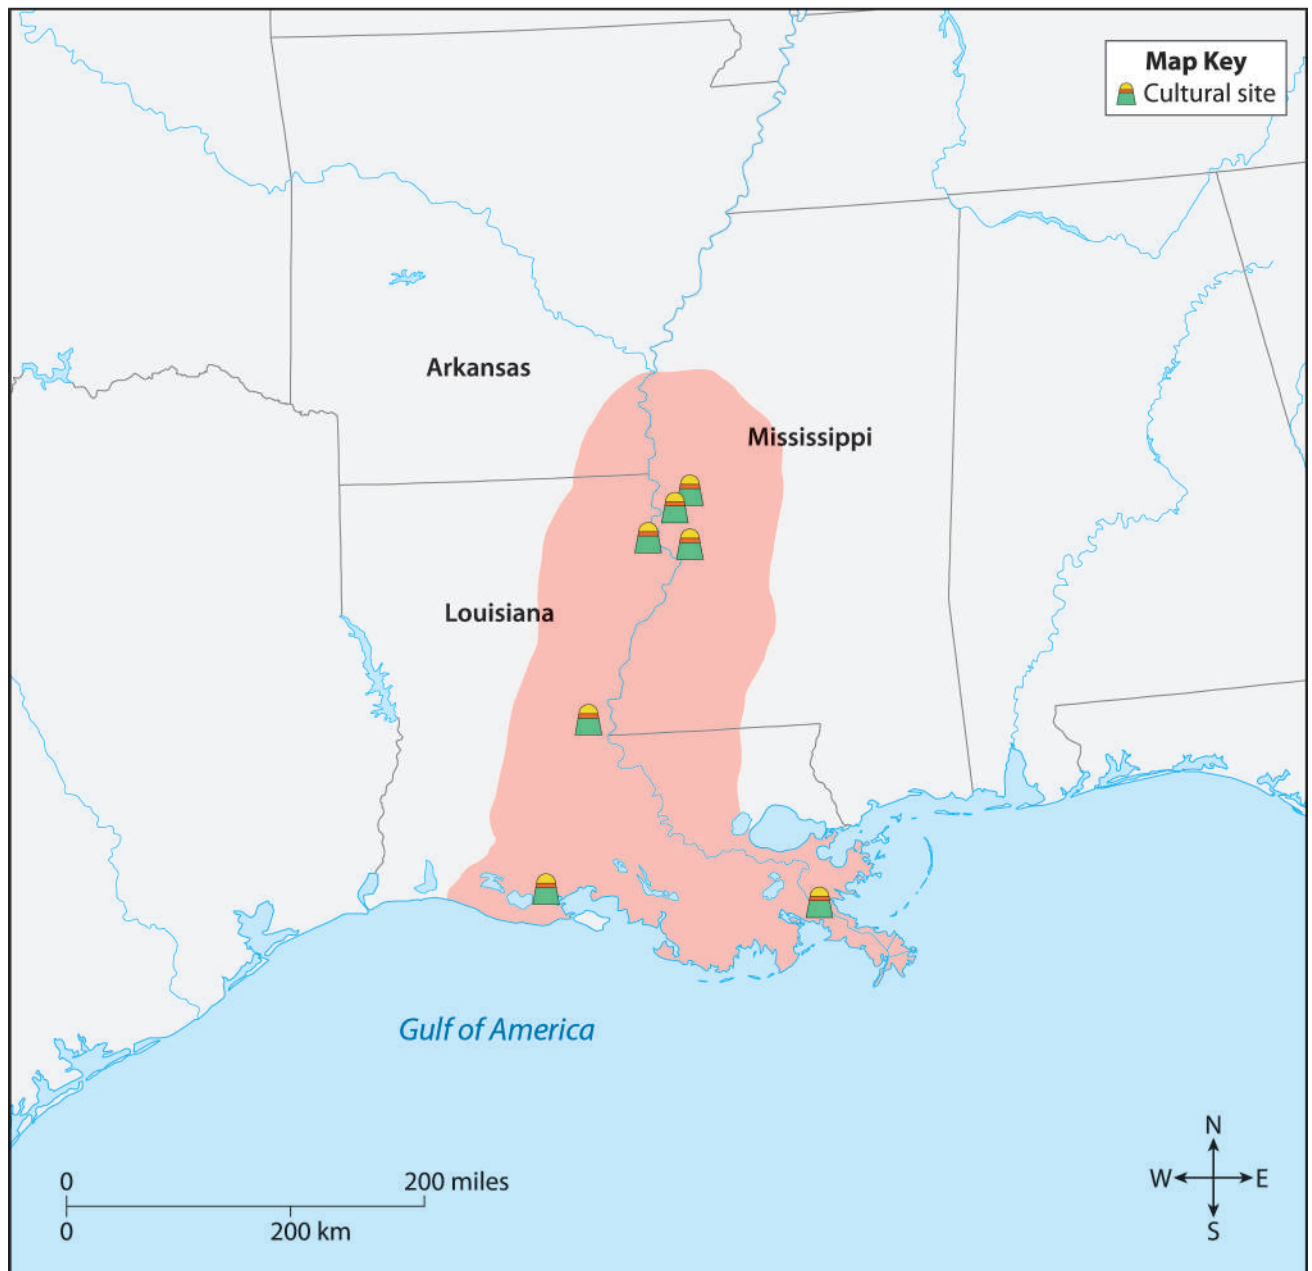 Map Key
Cultural site
Arkansas
Mississippi
Louisiana
Gulf of America
N
W E
S
0 200 miles
0 200 km